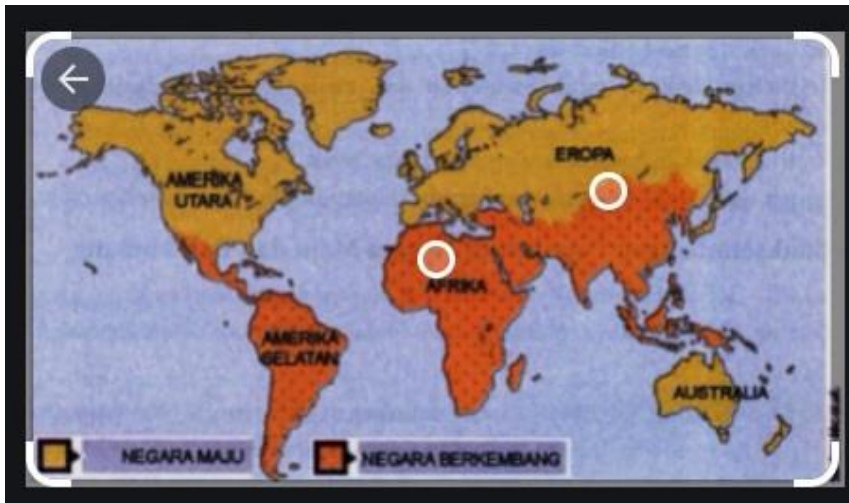 EROPA
AMERIKA
UTARA
AFRIKA
AMERIKA
SELATAN
AUSTRALIA
NEGARA MAJU
NEGARA BERKEMBANG